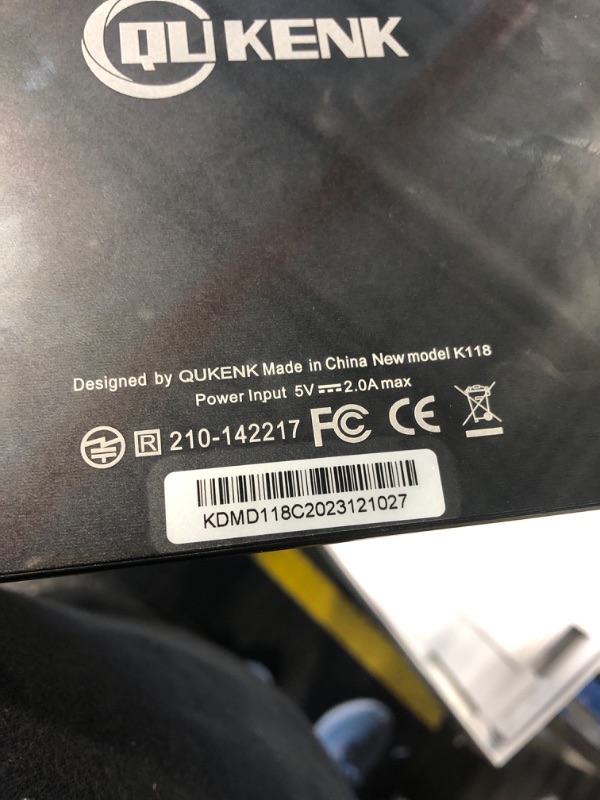 QUKENK
Designed by QUKENK Made in China New model K118
Power Input 5V⎓2.0A max
R 210-142217 FC CE
KDMD118C2023121027